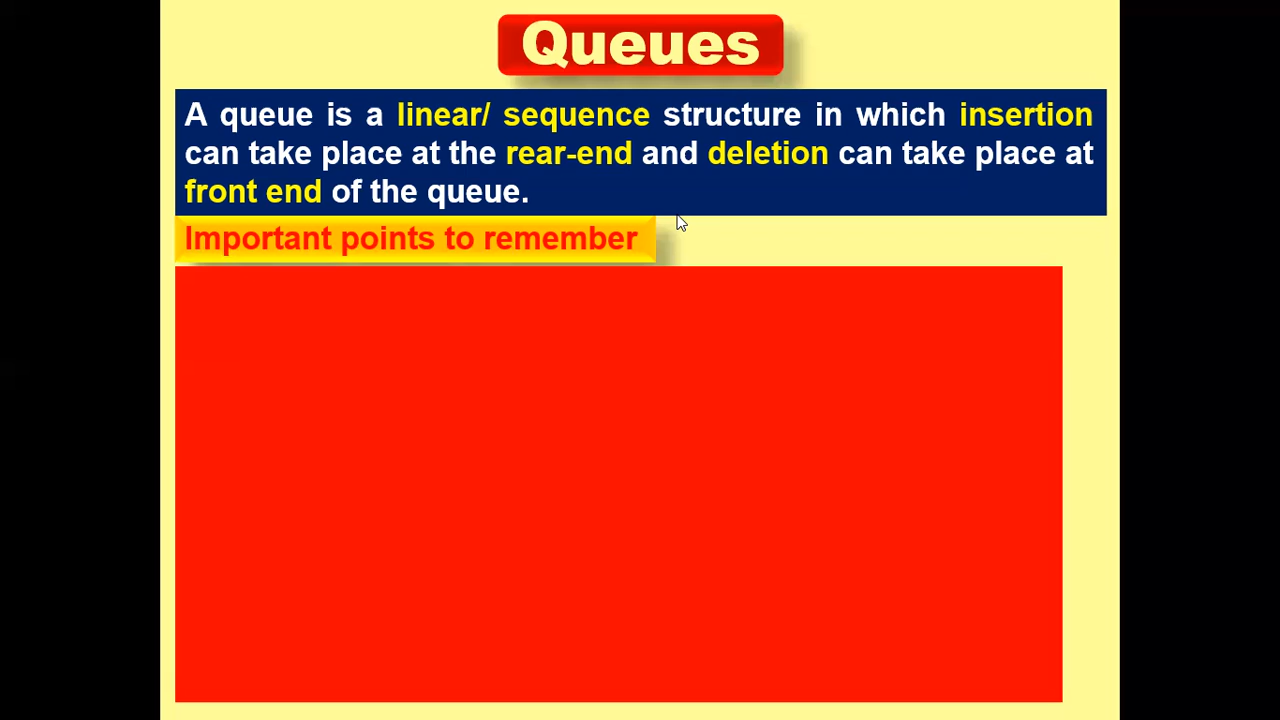 Queues
A queue is a linear/ sequence structure in which insertion
can take place at the rear-end and deletion can take place at
front end of the queue.
Important points to remember